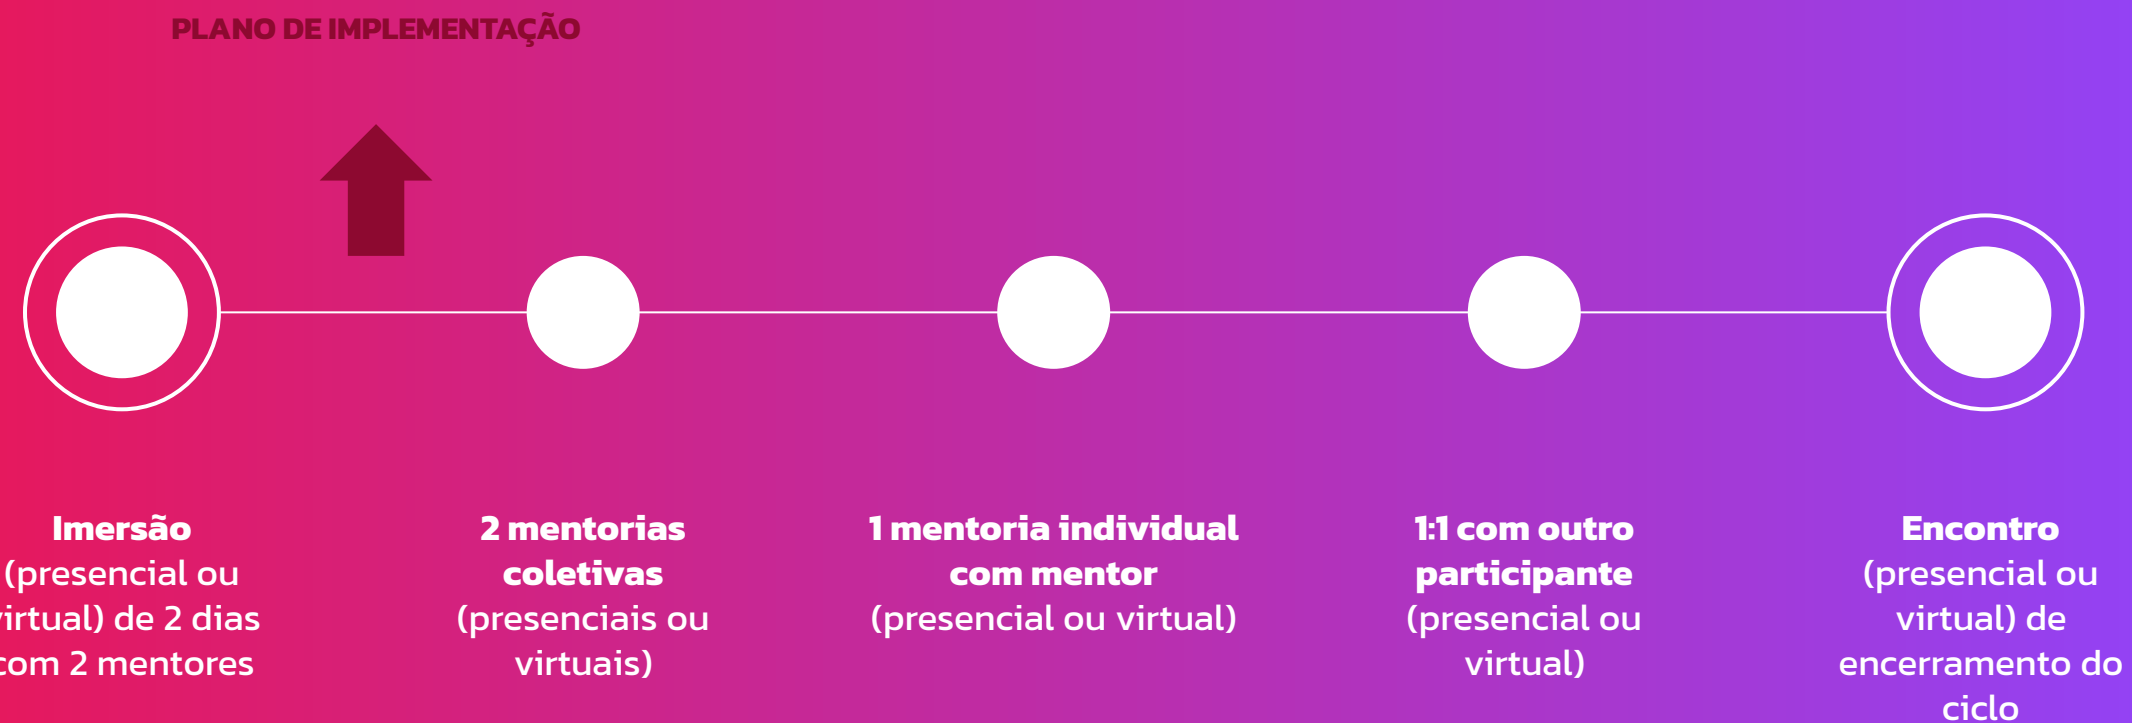 PLANO DE IMPLEMENTAÇÃO
Imersão
(presencial ou
virtual) de 2 dias
com 2 mentores
2 mentorias
coletivas
(presenciais ou
virtuais)
1 mentoria individual
com mentor
(presencial ou virtual)
1:1 com outro
participante
(presencial ou
virtual)
Encontro
(presencial ou
virtual) de
encerramento do
ciclo